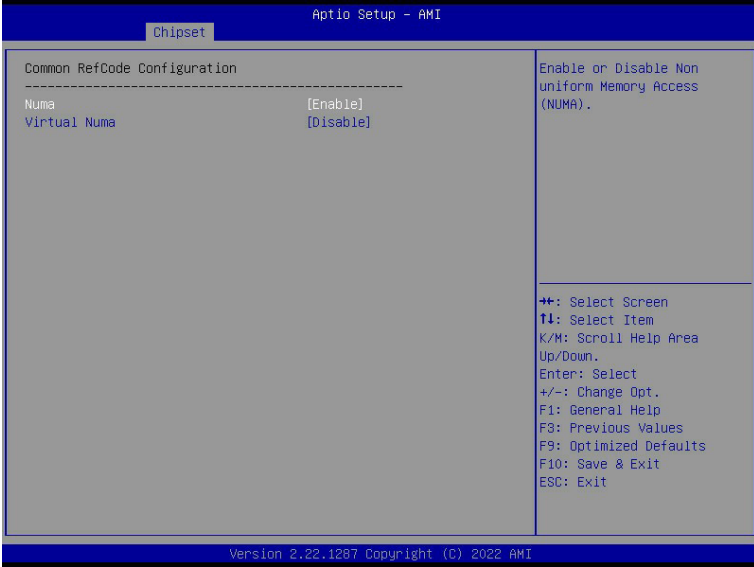 Aptio Setup - AMI
Chipset
Common RefCode Configuration
--------------------------------------------------
Numa [Enable]
Virtual Numa [Disable]
Enable or Disable Non
uniform Memory Access
(NUMA).
→←: Select Screen
↑↓: Select Item
K/M: Scroll Help Area
Up/Down.
Enter: Select
+/-: Change Opt.
F1: General Help
F3: Previous Values
F9: Optimized Defaults
F10: Save & Exit
ESC: Exit
Version 2.22.1287 Copyright (C) 2022 AMI